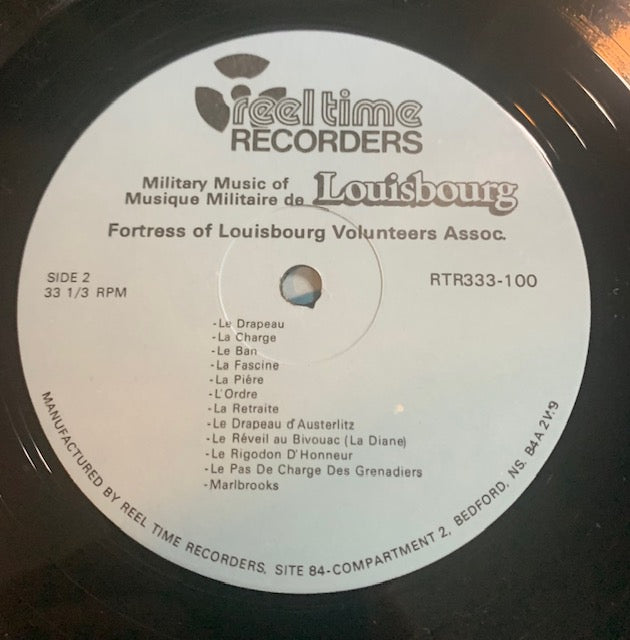 reel time
RECORDERS
Military Music of
Musique Militaire de Louisbourg
Fortress of Louisbourg Volunteers Assoc.
SIDE 2
33 1/3 RPM
RTR333-100
-Le Drapeau
-La Charge
-Le Ban
-La Fascine
-La Piére
-L'Ordre
-La Retraite
-Le Drapeau d'Austerlitz
-Le Réveil au Bivouac (La Diane)
-Le Rigodon D'Honneur
-Le Pas De Charge Des Grenadiers
-Marlbrooks
MANUFACTURED BY REEL TIME RECORDERS, SITE 84-COMPARTMENT 2, BEDFORD, NS. B4A 2V9